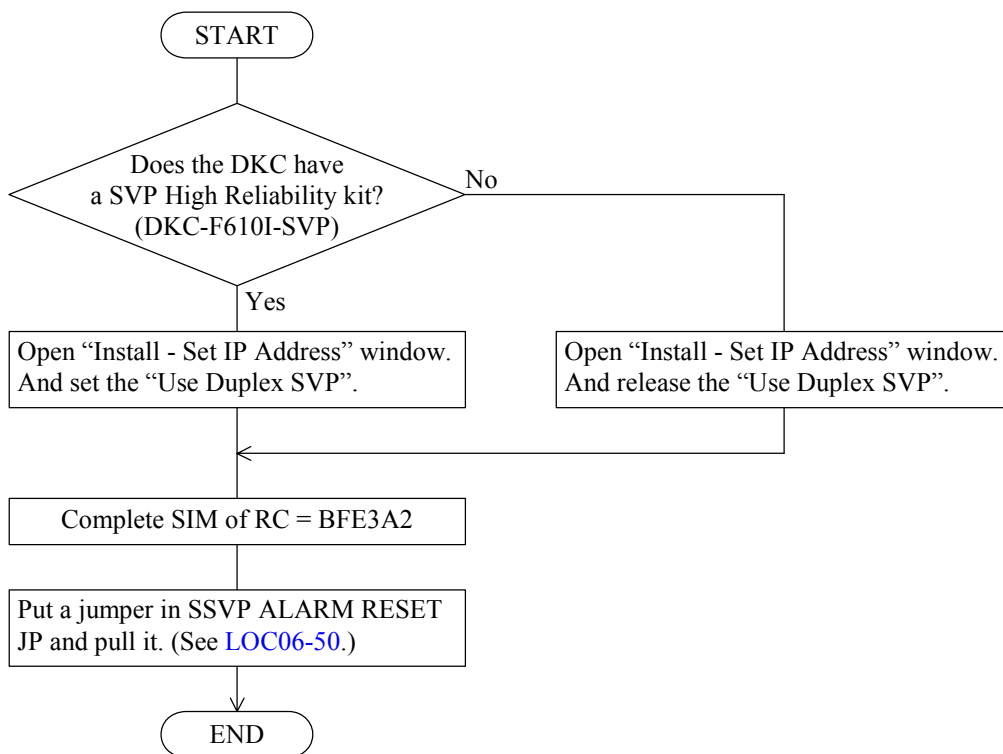 START
Does the DKC have
a SVP High Reliability kit?
(DKC-F610I-SVP)
No
Yes
Open “Install - Set IP Address” window.
And set the “Use Duplex SVP”.
Open “Install - Set IP Address” window.
And release the “Use Duplex SVP”.
Complete SIM of RC = BFE3A2
Put a jumper in SSVP ALARM RESET
JP and pull it. (See LOC06-50.)
END